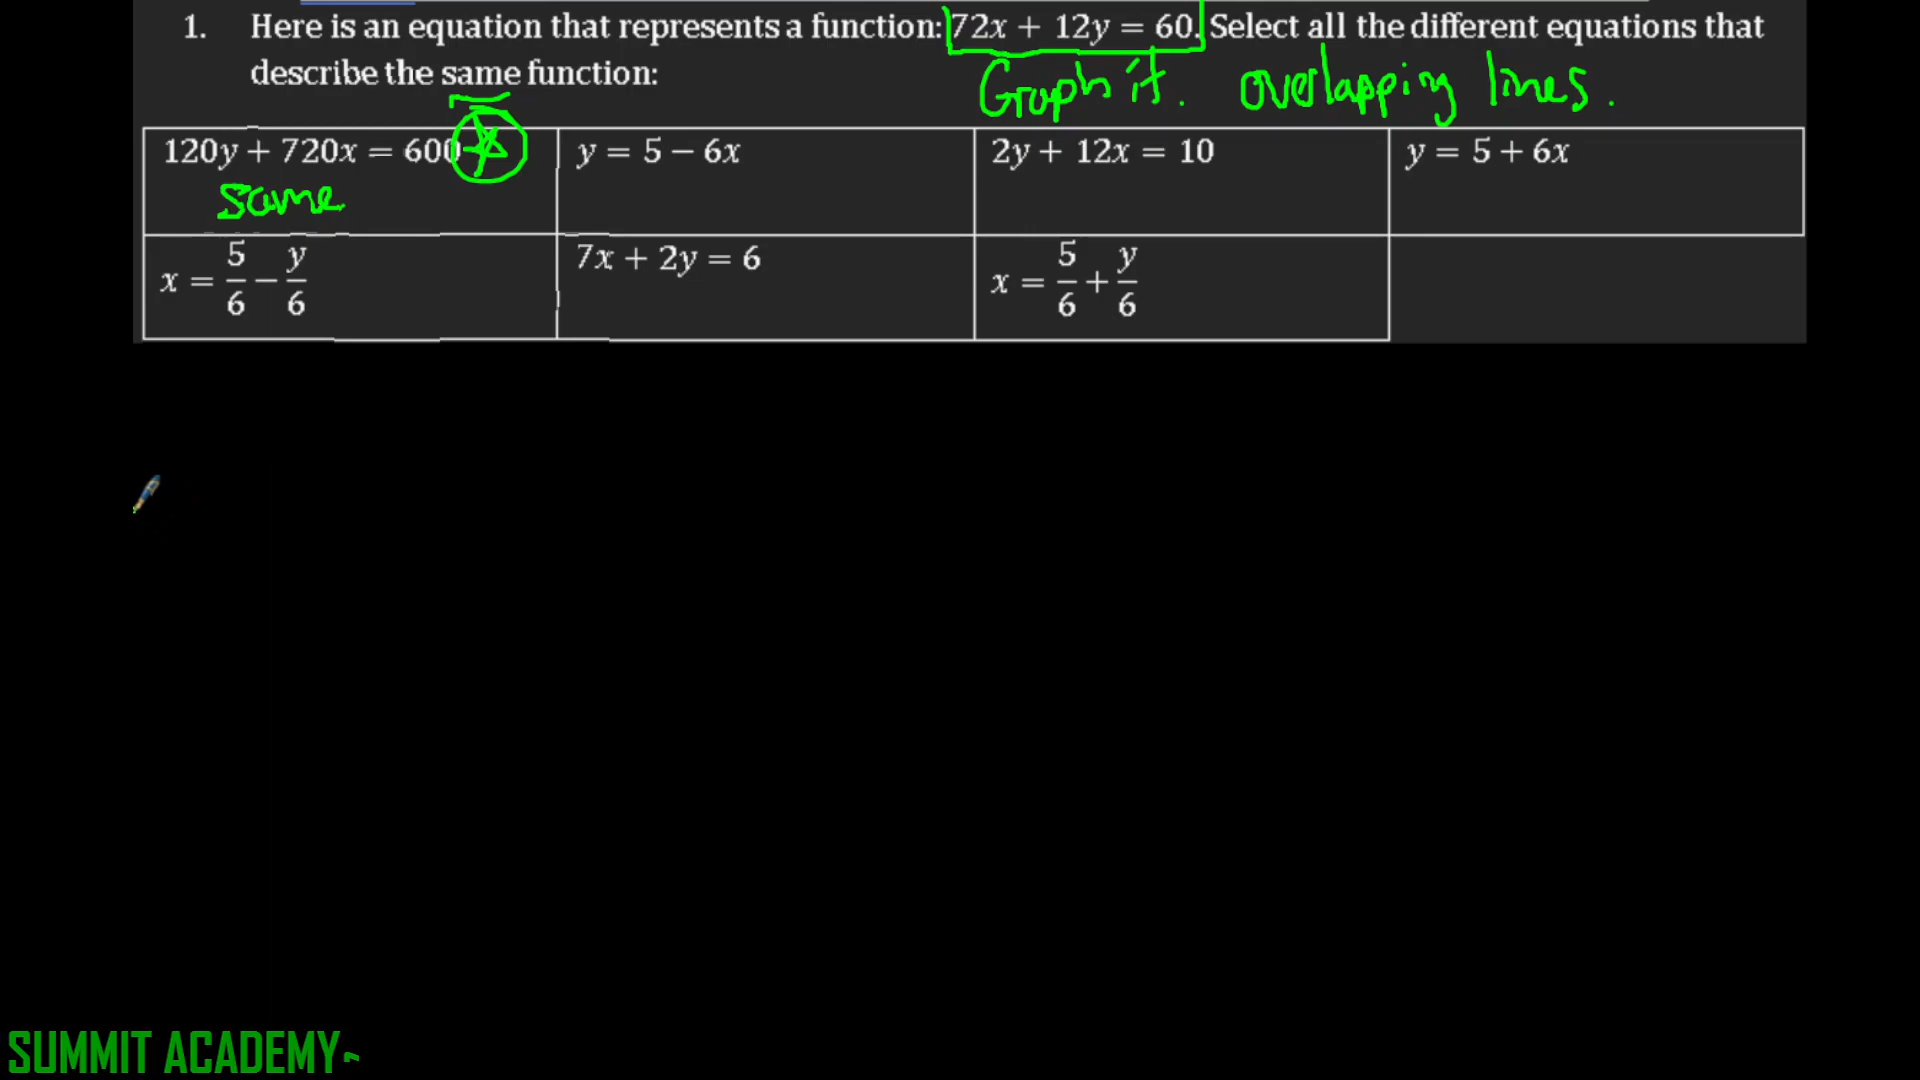 1. Here is an equation that represents a function: 72x + 12y = 60. Select all the different equations that
describe the same function:
Graph it. overlapping lines.
120y + 720x = 600
same
y = 5 − 6x
2y + 12x = 10
y = 5 + 6x
x = 5/6 − y/6
7x + 2y = 6
x = 5/6 + y/6
SUMMIT ACADEMY